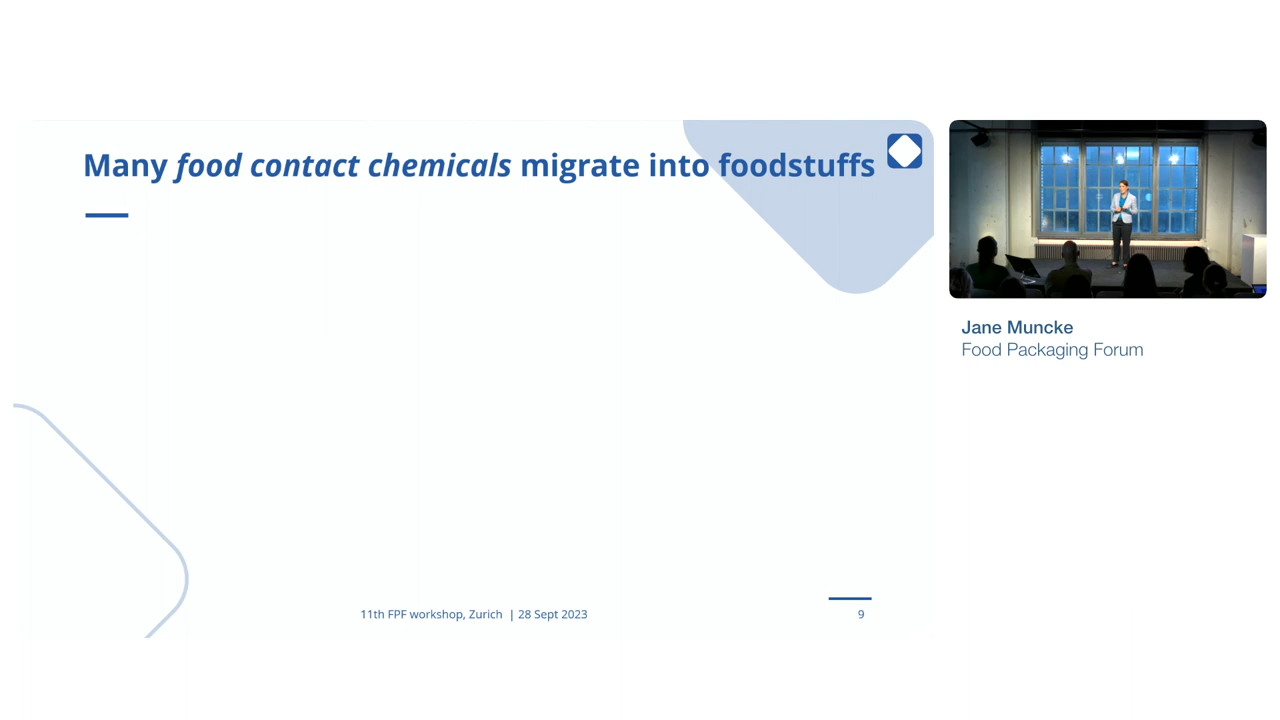 Many food contact chemicals migrate into foodstuffs
Jane Muncke
Food Packaging Forum
11th FPF workshop, Zurich | 28 Sept 2023
9